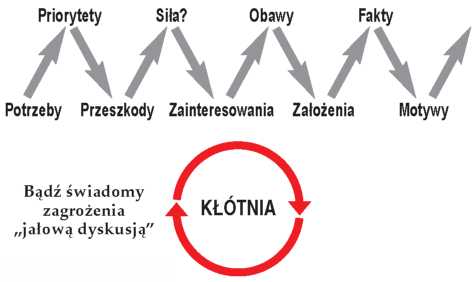 Priorytety Siła? Obawy Fakty
Potrzeby Przeszkody Zainteresowania Założenia Motywy
Bądź świadomy
zagrożenia
„jałową dyskusją”
KŁÓTNIA